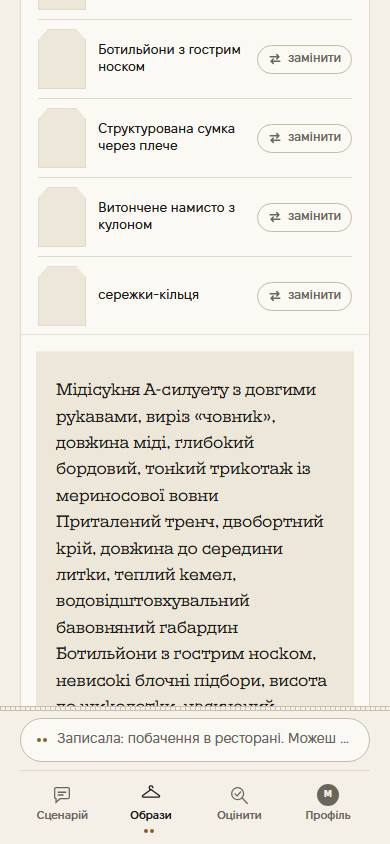 Ботильйони з гострим
носком
замінити
Структурована сумка
через плече
замінити
Витончене намисто з
кулоном
замінити
сережки-кільця
замінити
Мідісукня А-силуету з довгими
рукавами, виріз «човник»,
довжина міді, глибокий
бордовий, тонкий трикотаж із
мериносової вовни
Приталений тренч, двобортний
крій, довжина до середини
литки, теплий кемел,
водовідштовхувальний
бавовняний габардин
Ботильйони з гострим носком,
невисокі блочні підбори, висота
Записала: побачення в ресторані. Можеш ...
Сценарій
Образи
Оцінити
М
Профіль